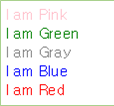 I am Pink
I am Green
I am Gray
I am Blue
I am Red